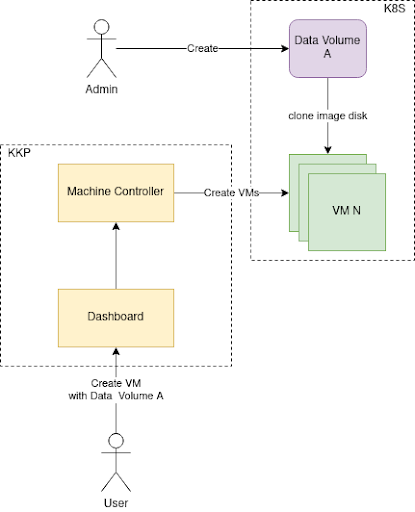 K8S
Data Volume
A
Create
Admin
clone image disk
KKP
Machine Controller
Create VMs
VM N
Dashboard
Create VM
with Data Volume A
User